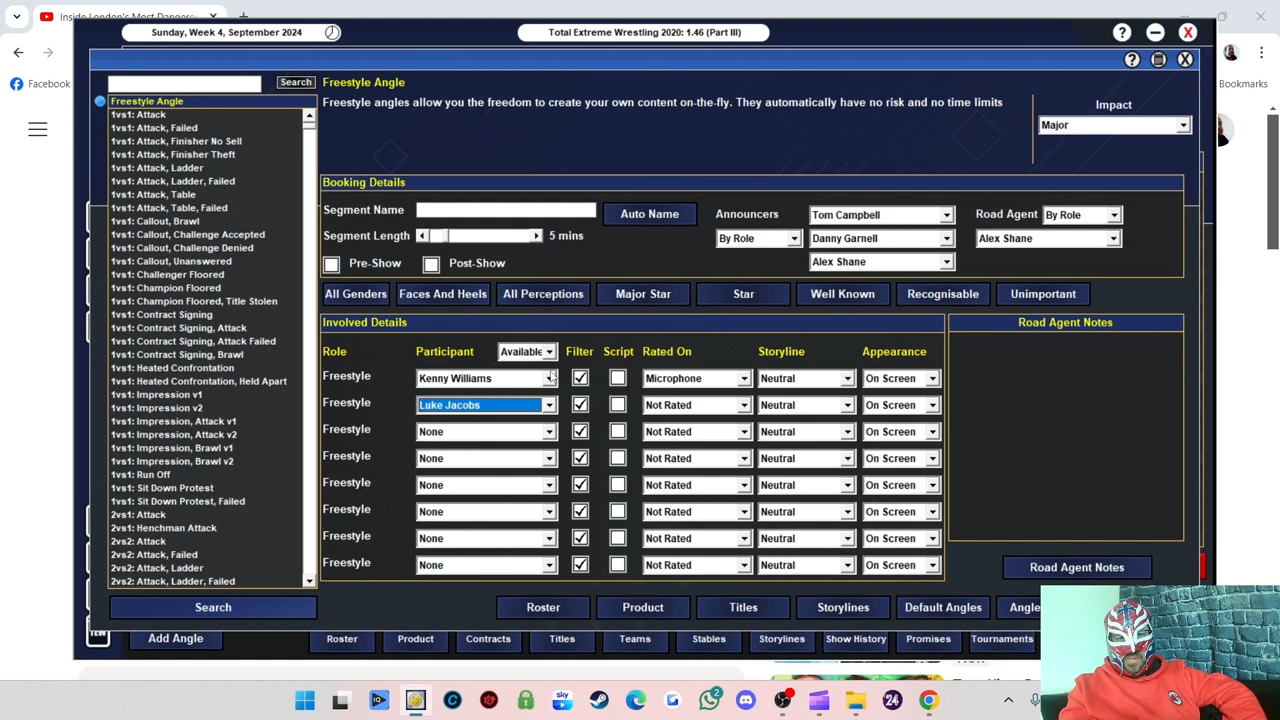 Inside London's Most Dangerous
Sunday, Week 4, September 2024
Total Extreme Wrestling 2020: 1.46 (Part III)
Facebook
Bookmarks
Search
Freestyle Angle
Freestyle angles allow you the freedom to create your own content on-the-fly. They automatically have no risk and no time limits
Impact
Major
Freestyle Angle
1vs1: Attack
1vs1: Attack, Failed
1vs1: Attack, Finisher No Sell
1vs1: Attack, Finisher Theft
1vs1: Attack, Ladder
1vs1: Attack, Ladder, Failed
1vs1: Attack, Table
1vs1: Attack, Table, Failed
1vs1: Callout, Brawl
1vs1: Callout, Challenge Accepted
1vs1: Callout, Challenge Denied
1vs1: Callout, Unanswered
1vs1: Challenger Floored
1vs1: Champion Floored
1vs1: Champion Floored, Title Stolen
1vs1: Contract Signing
1vs1: Contract Signing, Attack
1vs1: Contract Signing, Attack Failed
1vs1: Contract Signing, Brawl
1vs1: Heated Confrontation
1vs1: Heated Confrontation, Held Apart
1vs1: Impression v1
1vs1: Impression v2
1vs1: Impression, Attack v1
1vs1: Impression, Attack v2
1vs1: Impression, Brawl v1
1vs1: Impression, Brawl v2
1vs1: Run Off
1vs1: Sit Down Protest
1vs1: Sit Down Protest, Failed
2vs1: Attack
2vs1: Henchman Attack
2vs2: Attack
2vs2: Attack, Failed
2vs2: Attack, Ladder
2vs2: Attack, Ladder, Failed
Search
Booking Details
Segment Name Auto Name Announcers Tom Campbell Road Agent By Role
Segment Length 5 mins By Role Danny Garnell Alex Shane
Pre-Show Post-Show Alex Shane
All Genders Faces And Heels All Perceptions Major Star Star Well Known Recognisable Unimportant
Involved Details
Road Agent Notes
Role Participant Available Filter Script Rated On Storyline Appearance
Freestyle Kenny Williams Microphone Neutral On Screen
Freestyle Luke Jacobs Not Rated Neutral On Screen
Freestyle None Not Rated Neutral On Screen
Freestyle None Not Rated Neutral On Screen
Freestyle None Not Rated Neutral On Screen
Freestyle None Not Rated Neutral On Screen
Freestyle None Not Rated Neutral On Screen
Freestyle None Not Rated Neutral On Screen
Road Agent Notes
Roster Product Titles Storylines Default Angles Angle
Add Angle Roster Product Contracts Titles Teams Stables Storylines Show History Promises Tournaments
sky
2
24